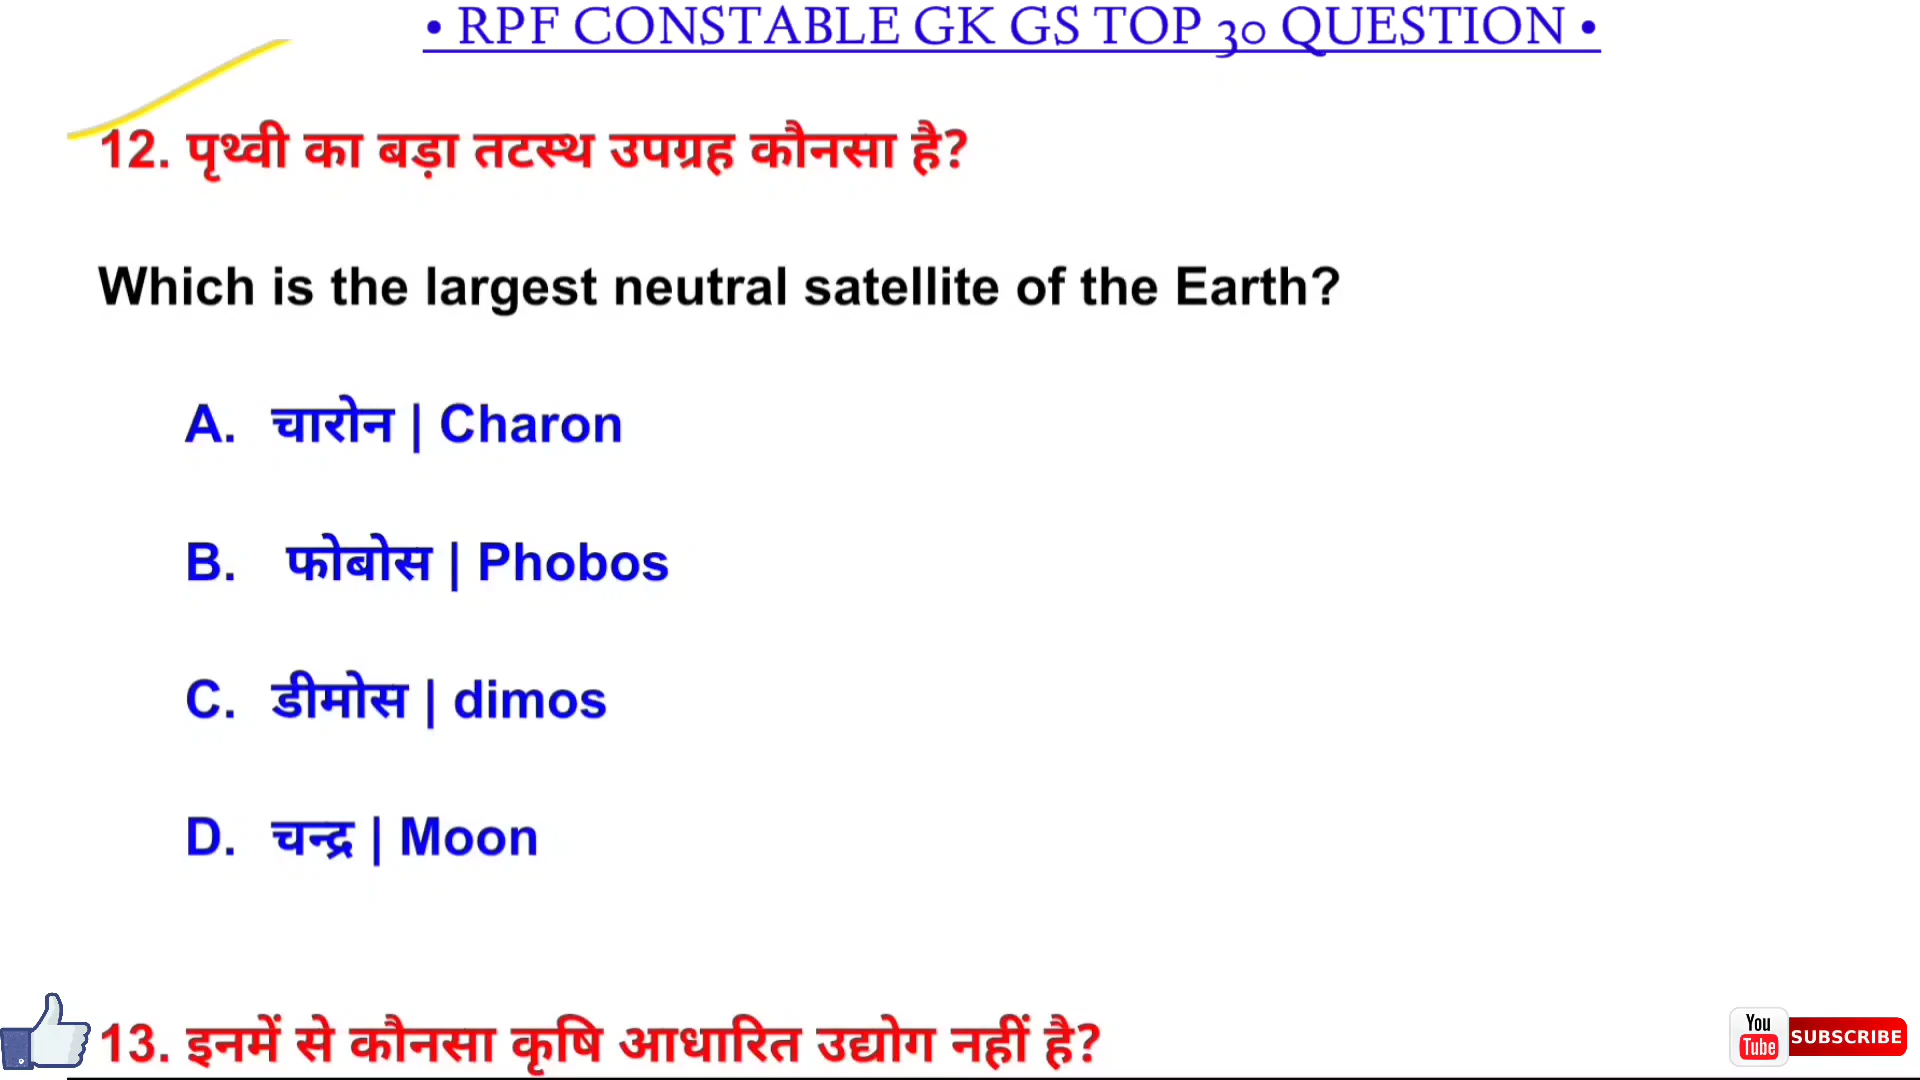 • RPF CONSTABLE GK GS TOP 30 QUESTION •
12. पृथ्वी का बड़ा तटस्थ उपग्रह कौनसा है?
Which is the largest neutral satellite of the Earth?
A. चारोन | Charon
B. फोबोस | Phobos
C. डीमोस | dimos
D. चन्द्र | Moon
13. इनमें से कौनसा कृषि आधारित उद्योग नहीं है?
You
Tube
SUBSCRIBE